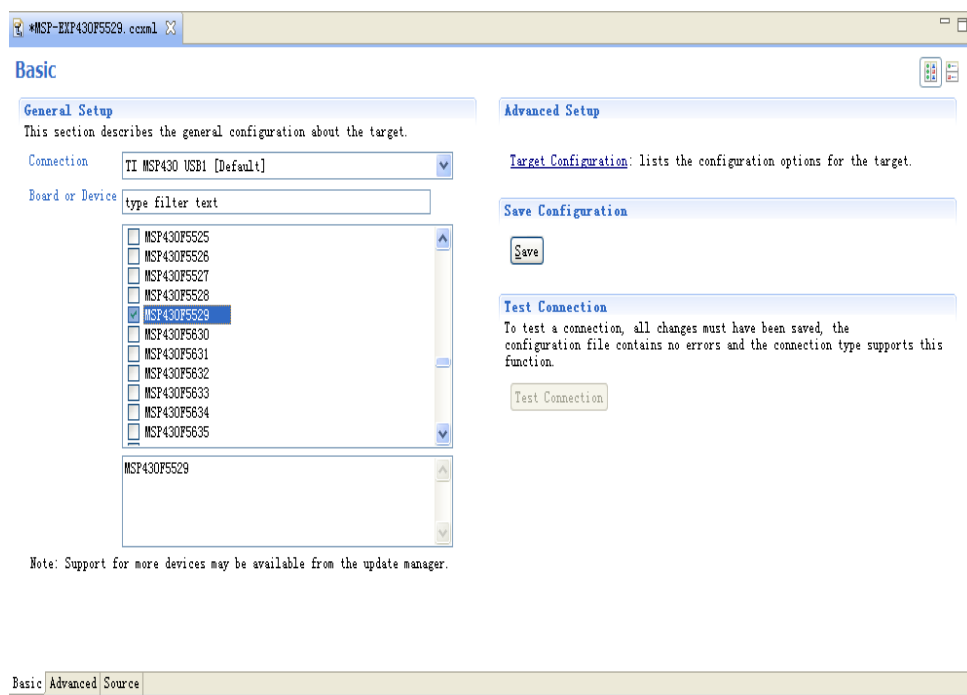 *MSP-EXP430F5529.ccxml
Basic
General Setup
This section describes the general configuration about the target.
Connection
TI MSP430 USB1 [Default]
Board or Device
type filter text
MSP430F5525
MSP430F5526
MSP430F5527
MSP430F5528
MSP430F5529
MSP430F5630
MSP430F5631
MSP430F5632
MSP430F5633
MSP430F5634
MSP430F5635
MSP430F5529
Note: Support for more devices may be available from the update manager.
Advanced Setup
Target Configuration: lists the configuration options for the target.
Save Configuration
Save
Test Connection
To test a connection, all changes must have been saved, the
configuration file contains no errors and the connection type supports this
function.
Test Connection
Basic Advanced Source